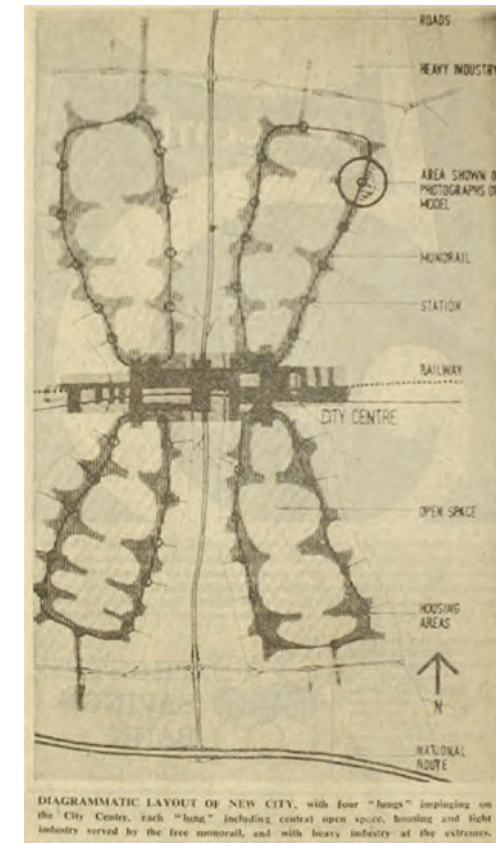 ROADS
HEAVY INDUSTRY
AREA SHOWN
PHOTOGRAPHS
MODEL
MONORAIL
STATION
RAILWAY
CITY CENTRE
OPEN SPACE
HOUSING
AREAS
N
NATIONAL
ROUTE
DIAGRAMMATIC LAYOUT OF NEW CITY, with four "lungs" impinging on
the City Centre, each "lung" including central open space, housing and light
industry served by the free monorail, and with heavy industry at the extremes.